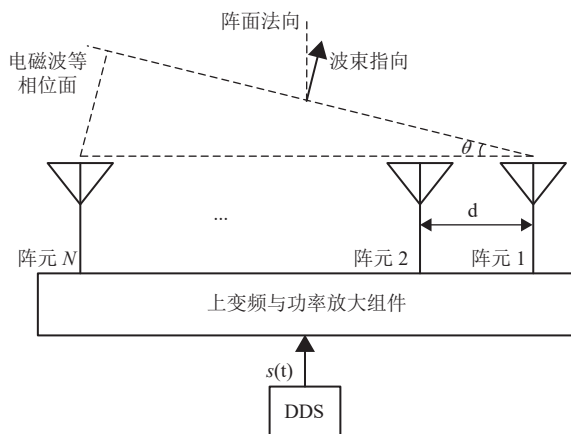 阵面法向
电磁波等
相位面
波束指向
θ
d
...
阵元 N
阵元 2
阵元 1
上变频与功率放大组件
s(t)
DDS